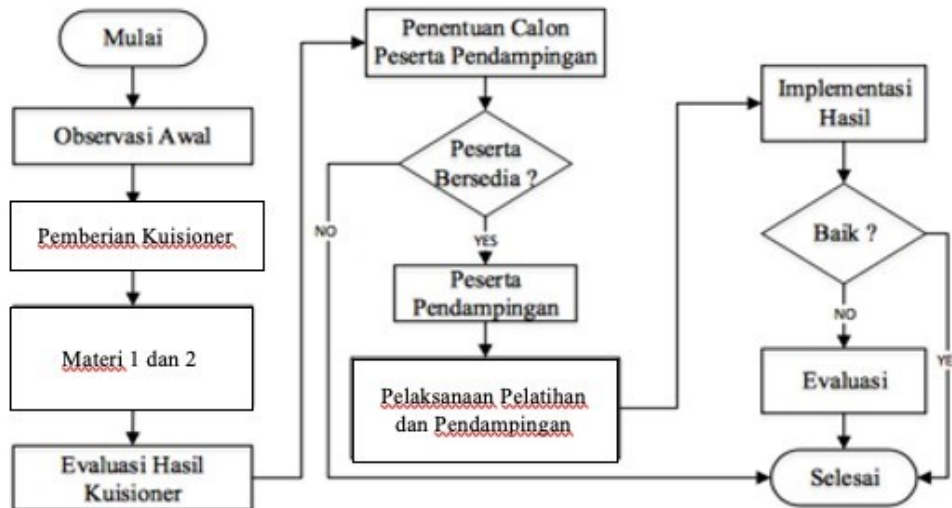 Mulai
Observasi Awal
Pemberian Kuisioner
Materi 1 dan 2
Evaluasi Hasil
Kuisioner
Penentuan Calon
Peserta Pendampingan
Peserta
Bersedia ?
NO
YES
Peserta
Pendampingan
Pelaksanaan Pelatihan
dan Pendampingan
Implementasi
Hasil
Baik ?
NO
YE
Evaluasi
Selesai